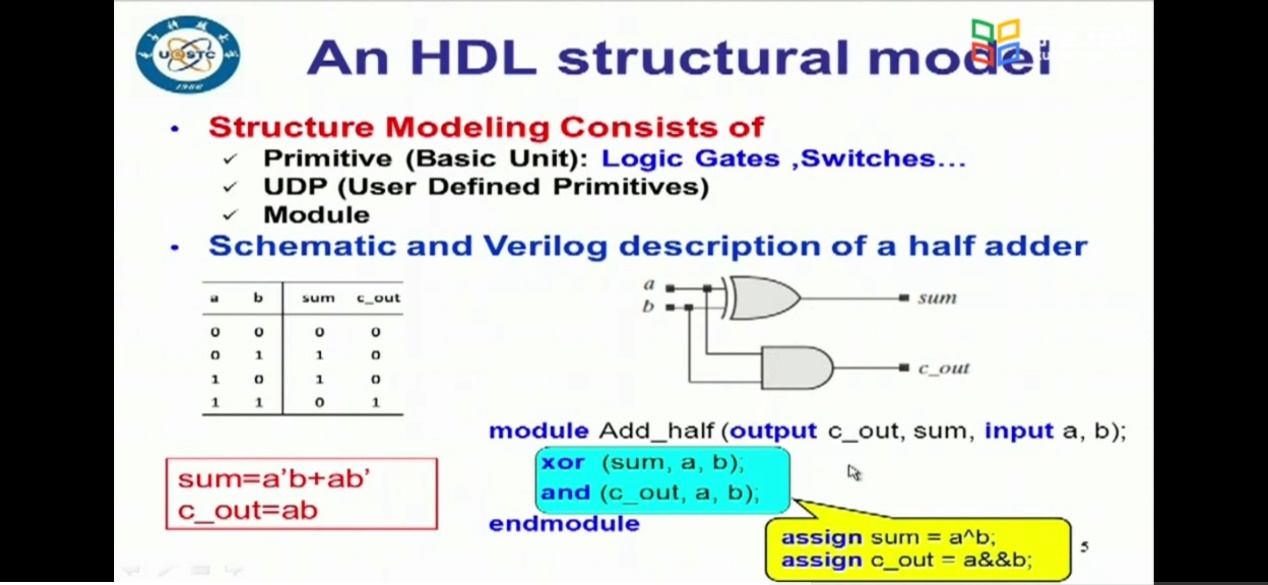 An HDL structural model
• Structure Modeling Consists of
✓ Primitive (Basic Unit): Logic Gates ,Switches...
✓ UDP (User Defined Primitives)
✓ Module
• Schematic and Verilog description of a half adder
a b sum c_out
0 0 0 0
0 1 1 0
1 0 1 0
1 1 0 1
a
b
sum
c_out
module Add_half (output c_out, sum, input a, b);
xor (sum, a, b);
and (c_out, a, b);
endmodule
sum=a’b+ab’
c_out=ab
assign sum = a^b;
assign c_out = a&&b;
5
1956